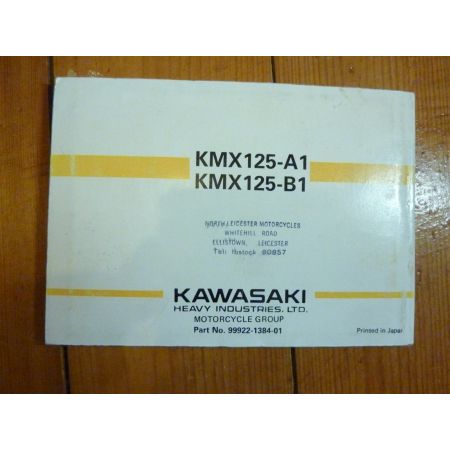 KMX125-A1
KMX125-B1
NORTH LEICESTER MOTORCYCLES
WHITEHILL ROAD
ELLISTOWN, LEICESTER
Tel: Ibstock 60857
KAWASAKI
HEAVY INDUSTRIES, LTD.
MOTORCYCLE GROUP
Part No. 99922-1384-01
Printed in Japan